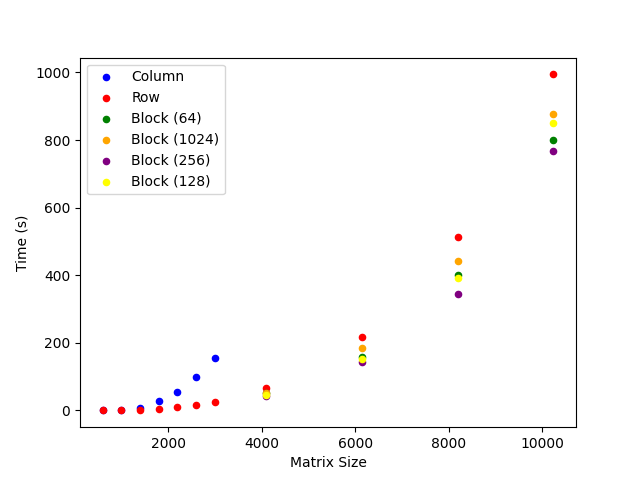 1000
800
600
400
200
0
Time (s)
Column
Row
Block (64)
Block (1024)
Block (256)
Block (128)
2000
4000
6000
8000
10000
Matrix Size